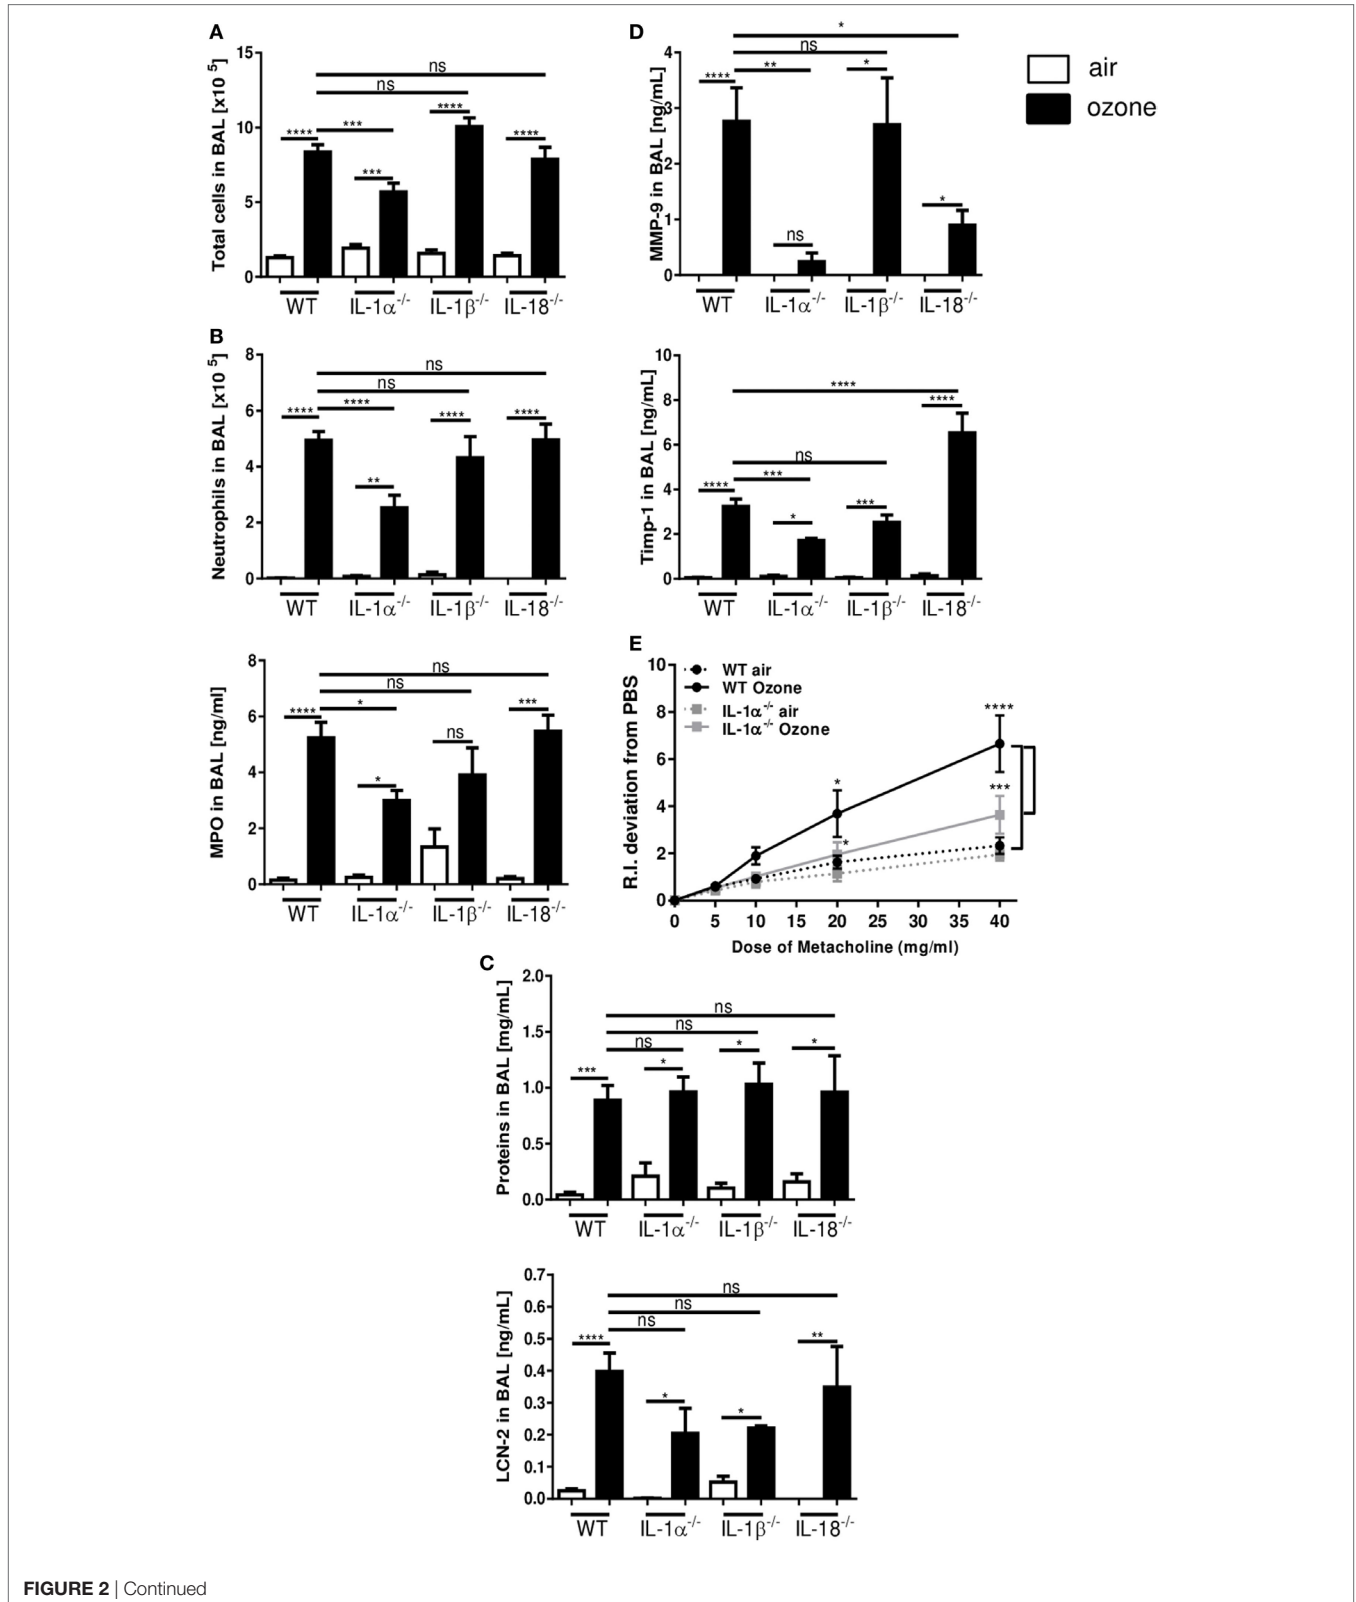 A
15
10
5
0
Total cells in BAL [x10 5]
ns
ns
****
***
***
****
****
WT
IL-1α-/-
IL-1β-/-
IL-18-/-
D
4
3
2
1
0
MMP-9 in BAL [ng/mL]
*
ns
**
****
*
ns
*
WT
IL-1α-/-
IL-1β-/-
IL-18-/-
air
ozone
B
8
6
4
2
0
Neutrophils in BAL [x10 5]
ns
ns
****
****
**
****
****
WT
IL-1α-/-
IL-1β-/-
IL-18-/-
10
8
6
4
2
0
Timp-1 in BAL [ng/mL]
****
****
ns
***
****
*
***
WT
IL-1α-/-
IL-1β-/-
IL-18-/-
8
6
4
2
0
MPO in BAL [ng/ml]
ns
ns
*
****
*
ns
***
WT
IL-1α-/-
IL-1β-/-
IL-18-/-
E
10
8
6
4
2
0
R.I. deviation from PBS
WT air
WT Ozone
IL-1α-/- air
IL-1α-/- Ozone
****
*
***
*
0 5 10 15 20 25 30 35 40
Dose of Metacholine (mg/ml)
C
2.0
1.5
1.0
0.5
0.0
Proteins in BAL [mg/mL]
ns
ns
ns
***
*
*
*
WT
IL-1α-/-
IL-1β-/-
IL-18-/-
0.7
0.6
0.5
0.4
0.3
0.2
0.1
0.0
LCN-2 in BAL [ng/mL]
ns
ns
ns
****
*
*
**
WT
IL-1α-/-
IL-1β-/-
IL-18-/-
FIGURE 2 | Continued